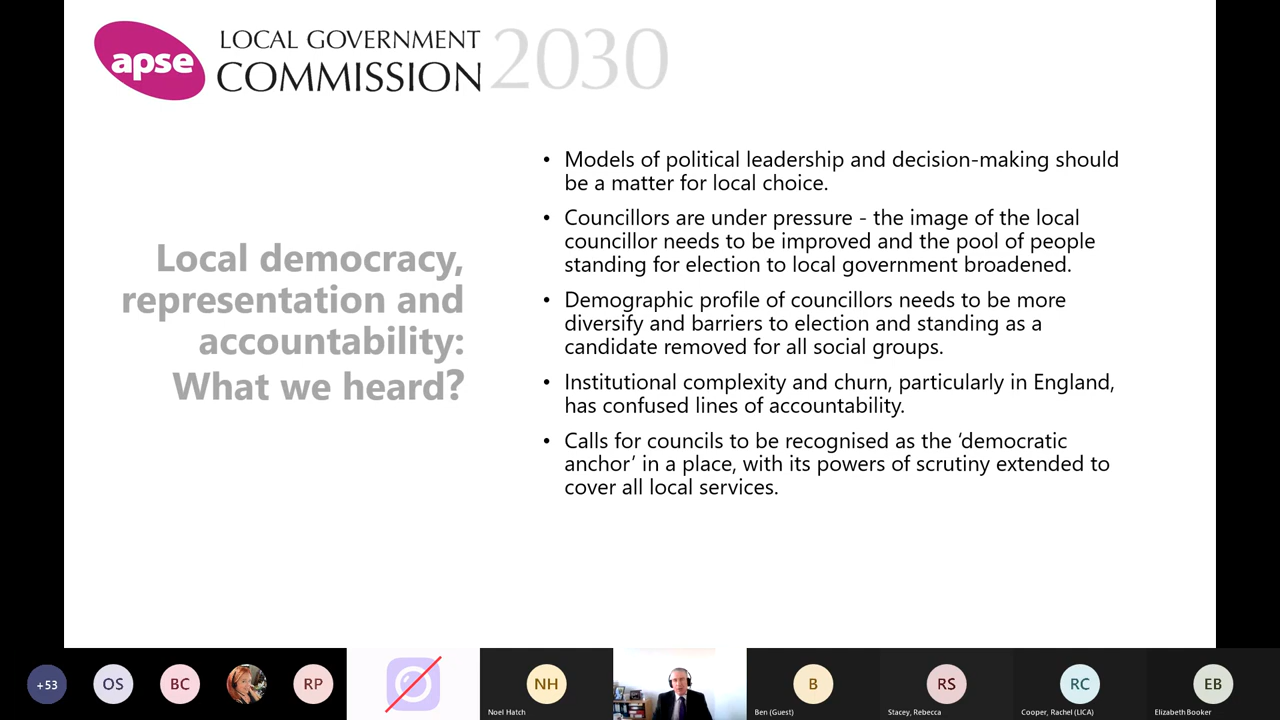 apse
LOCAL GOVERNMENT
COMMISSION 2030
Local democracy,
representation and
accountability:
What we heard?
• Models of political leadership and decision-making should
be a matter for local choice.
• Councillors are under pressure - the image of the local
councillor needs to be improved and the pool of people
standing for election to local government broadened.
• Demographic profile of councillors needs to be more
diversify and barriers to election and standing as a
candidate removed for all social groups.
• Institutional complexity and churn, particularly in England,
has confused lines of accountability.
• Calls for councils to be recognised as the ‘democratic
anchor’ in a place, with its powers of scrutiny extended to
cover all local services.
+53
OS
BC
RP
NH
Noel Hatch
B
Ben (Guest)
RS
Stacey, Rebecca
RC
Cooper, Rachel (LICA)
EB
Elizabeth Booker